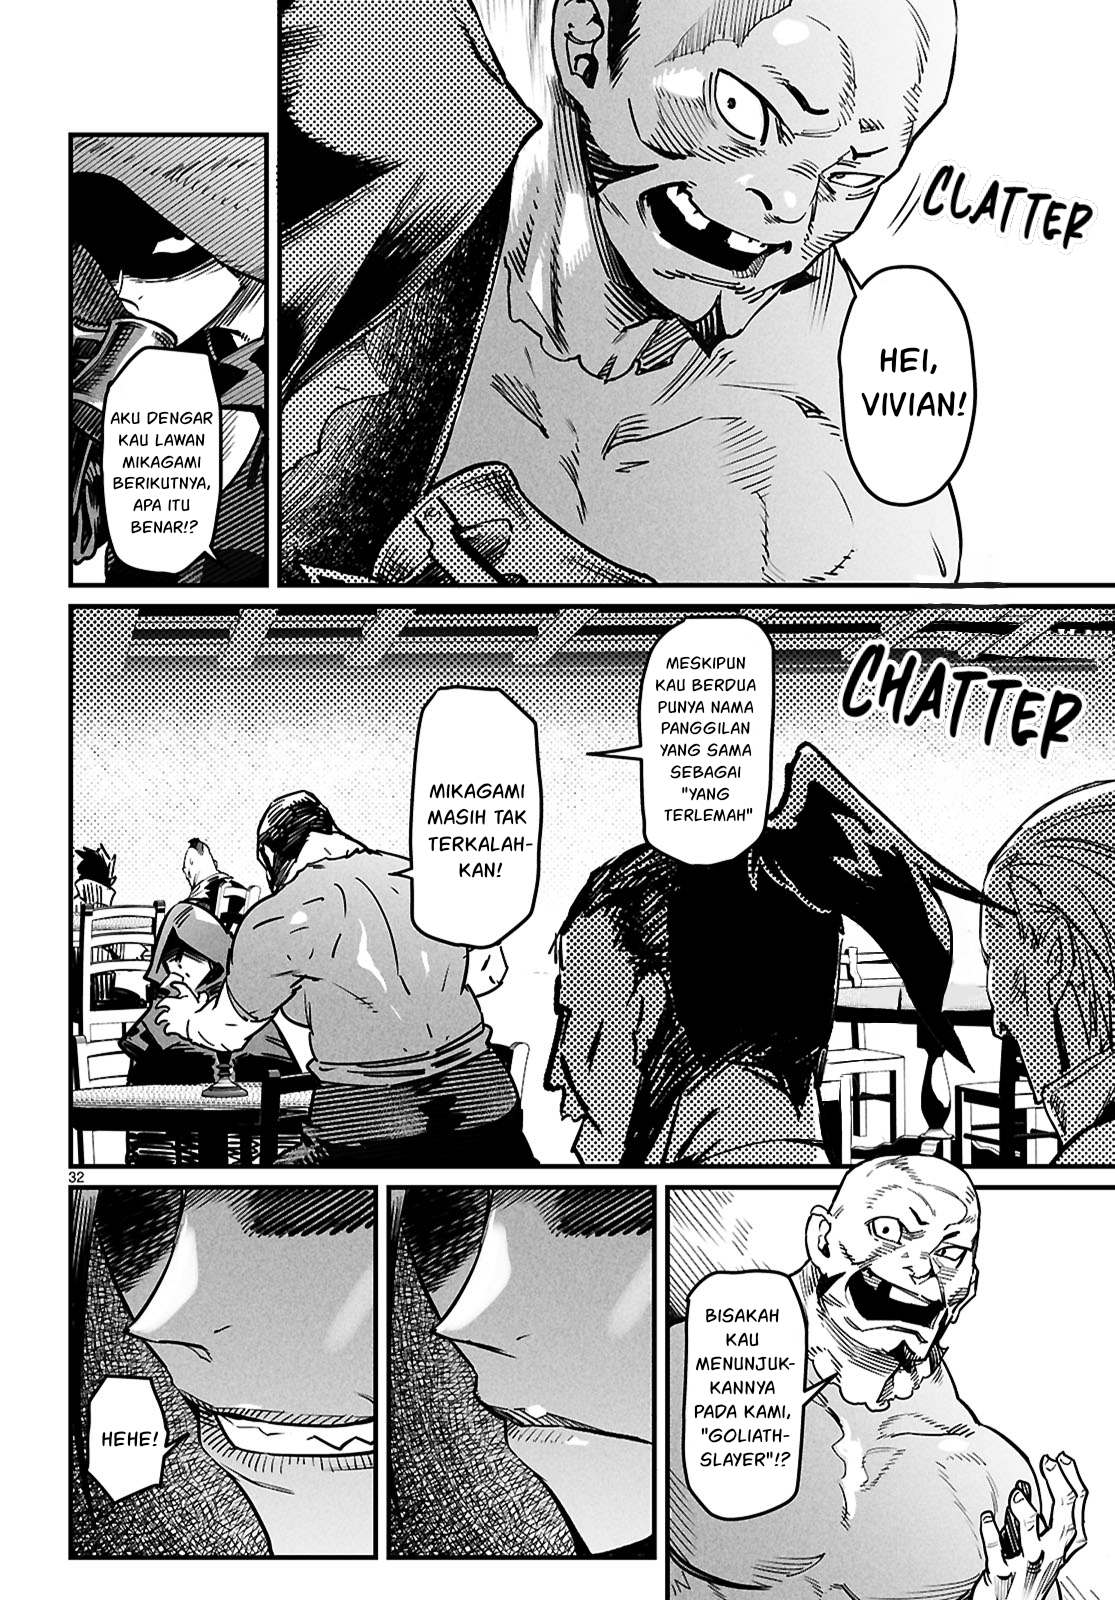 CLATTER
HEI,
VIVIAN!
AKU DENGAR
KAU LAWAN
MIKAGAMI
BERIKUTNYA,
APA ITU
BENAR!?
CHATTER
MESKIPUN
KAU BERDUA
PUNYA NAMA
PANGGILAN
YANG SAMA
SEBAGAI
"YANG
TERLEMAH"
MIKAGAMI
MASIH TAK
TERKALAH-
KAN!
32
BISAKAH
KAU
MENUNJUK-
KANNYA
PADA KAMI,
"GOLIATH-
SLAYER"!?
HEHE!